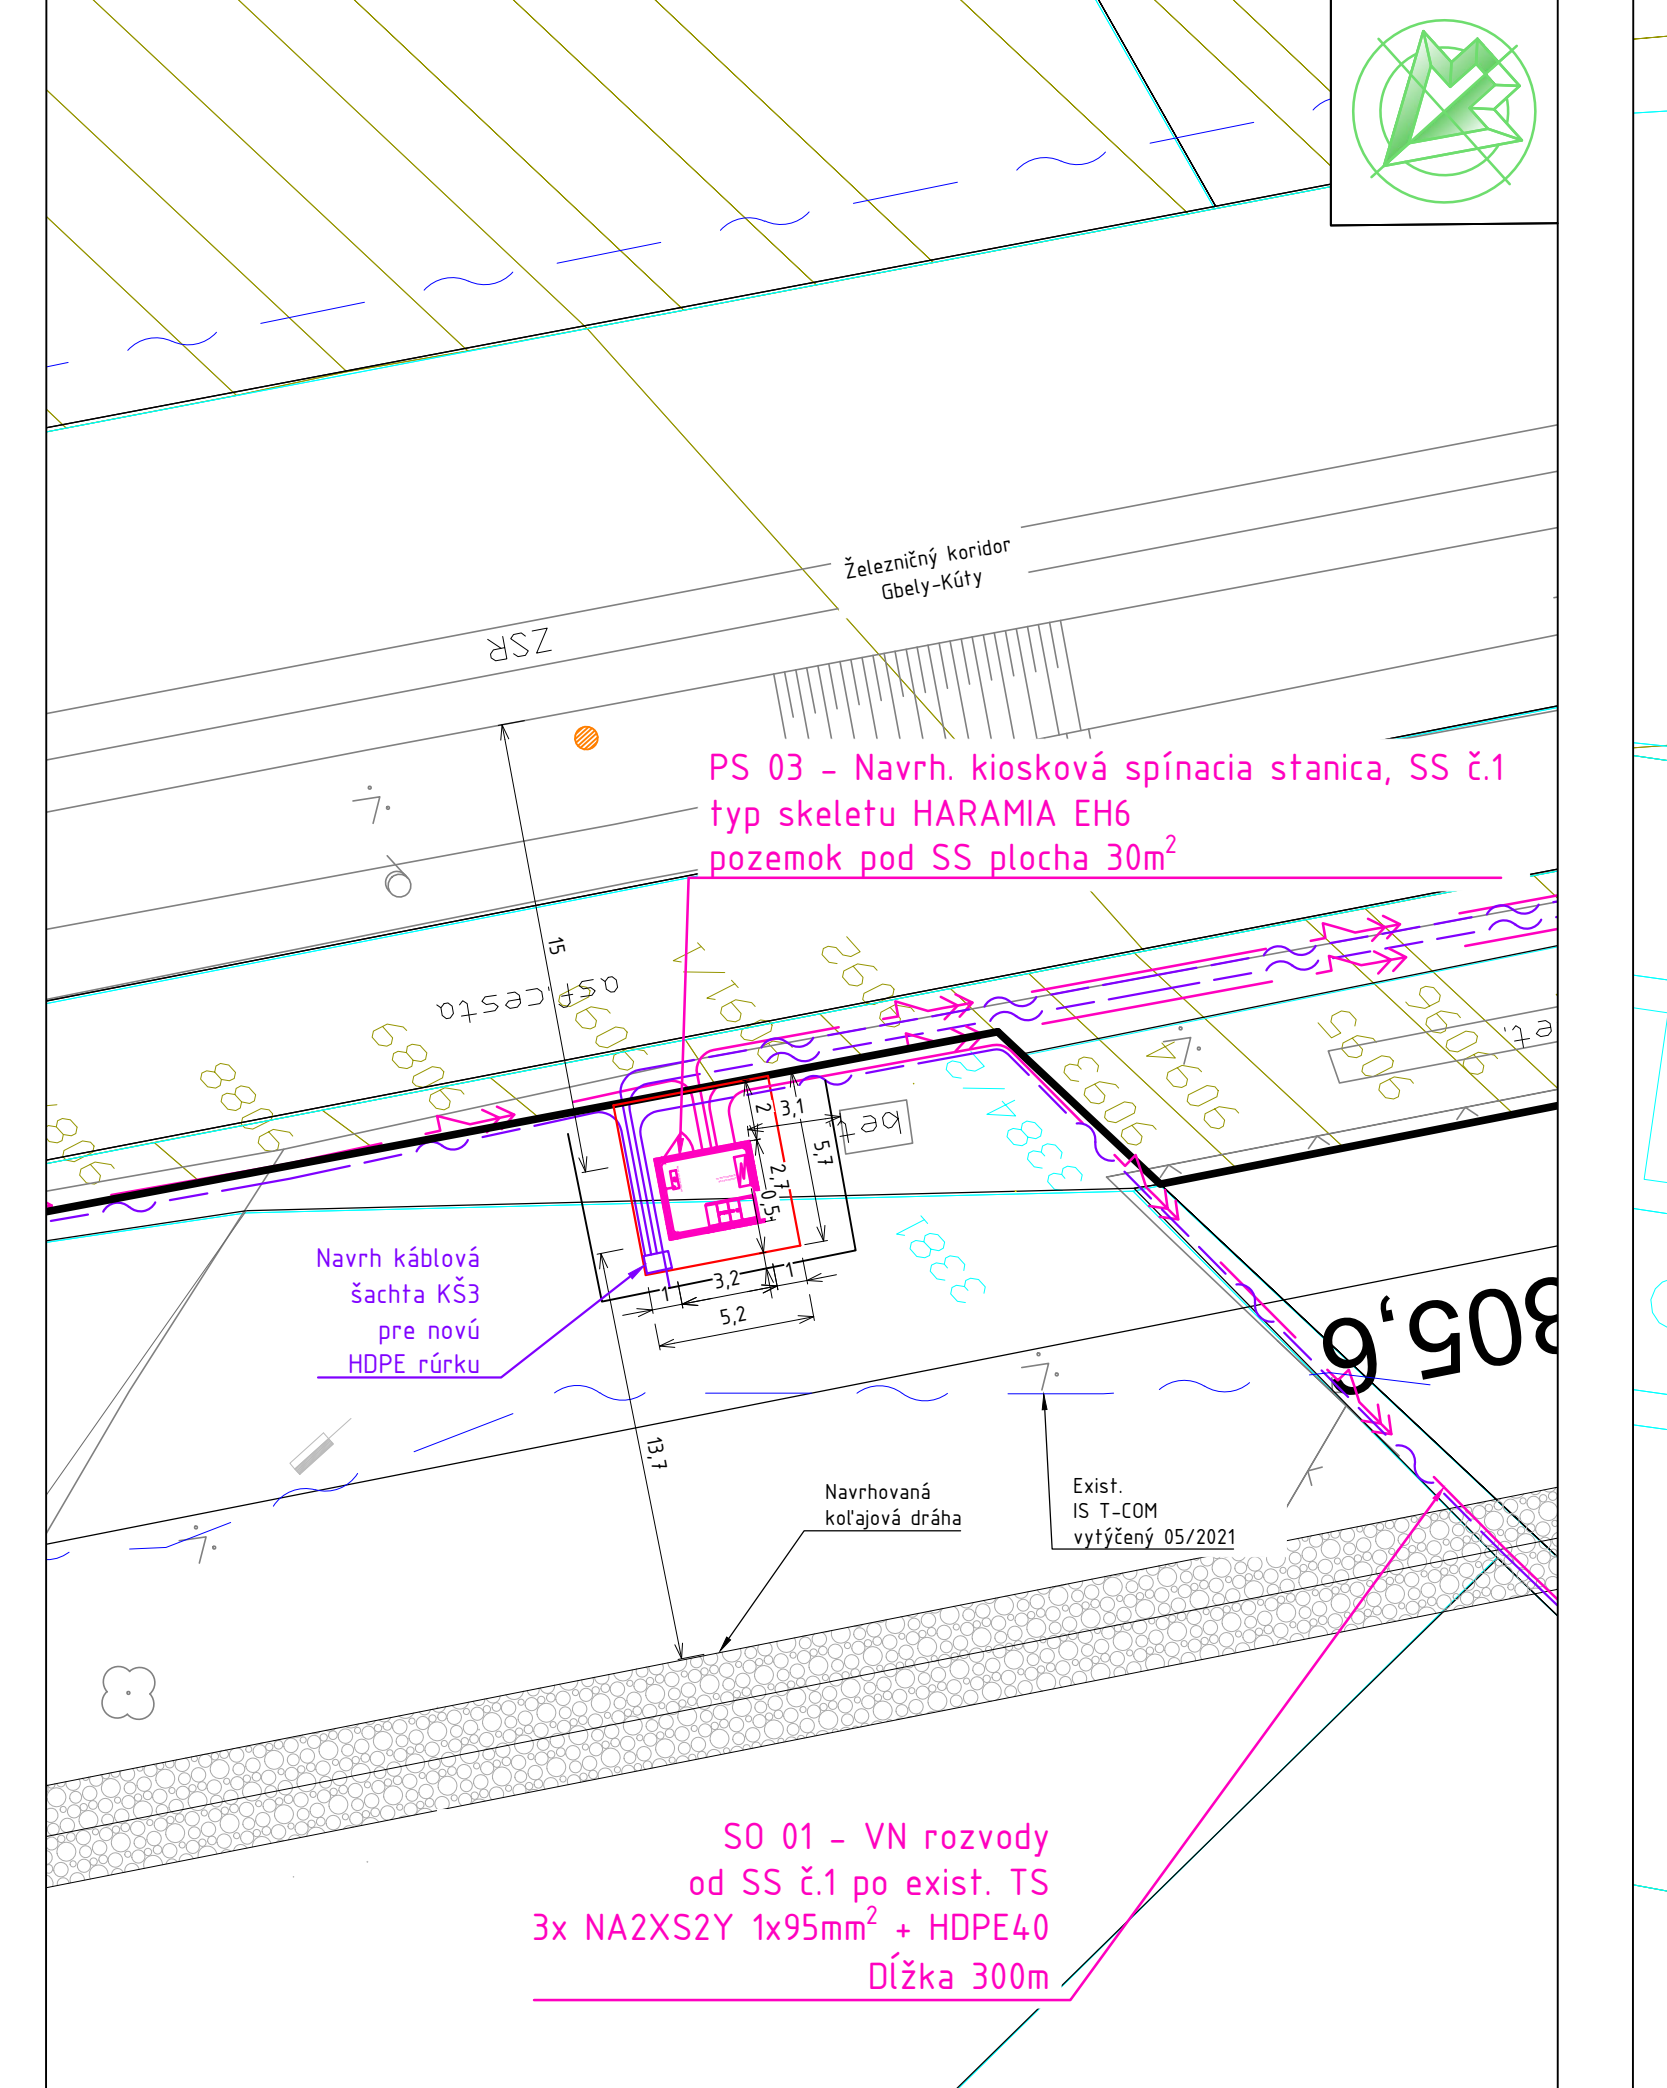 Železničný koridor
Gbely-Kúty
ZSR
PS 03 - Navrh. kiosková spínacia stanica, SS č.1
typ skeletu HARAMIA EH6
pozemok pod SS plocha 30m²
15
asf.cesta
2
3,1
5,7
2,7
0,5
bet
3384
3381
et.
Navrh káblová
šachta KŠ3
pre novú
HDPE rúrku
1
3,2
1
5,2
805,6
13,7
Navrhovaná
koľajová dráha
Exist.
IS T-COM
vytýčený 05/2021
SO 01 - VN rozvody
od SS č.1 po exist. TS
3x NA2XS2Y 1x95mm² + HDPE40
Dĺžka 300m